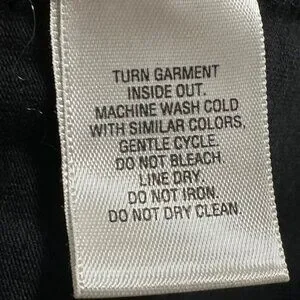 TURN GARMENT
INSIDE OUT.
MACHINE WASH COLD
WITH SIMILAR COLORS,
GENTLE CYCLE.
DO NOT BLEACH.
LINE DRY.
DO NOT IRON.
DO NOT DRY CLEAN.